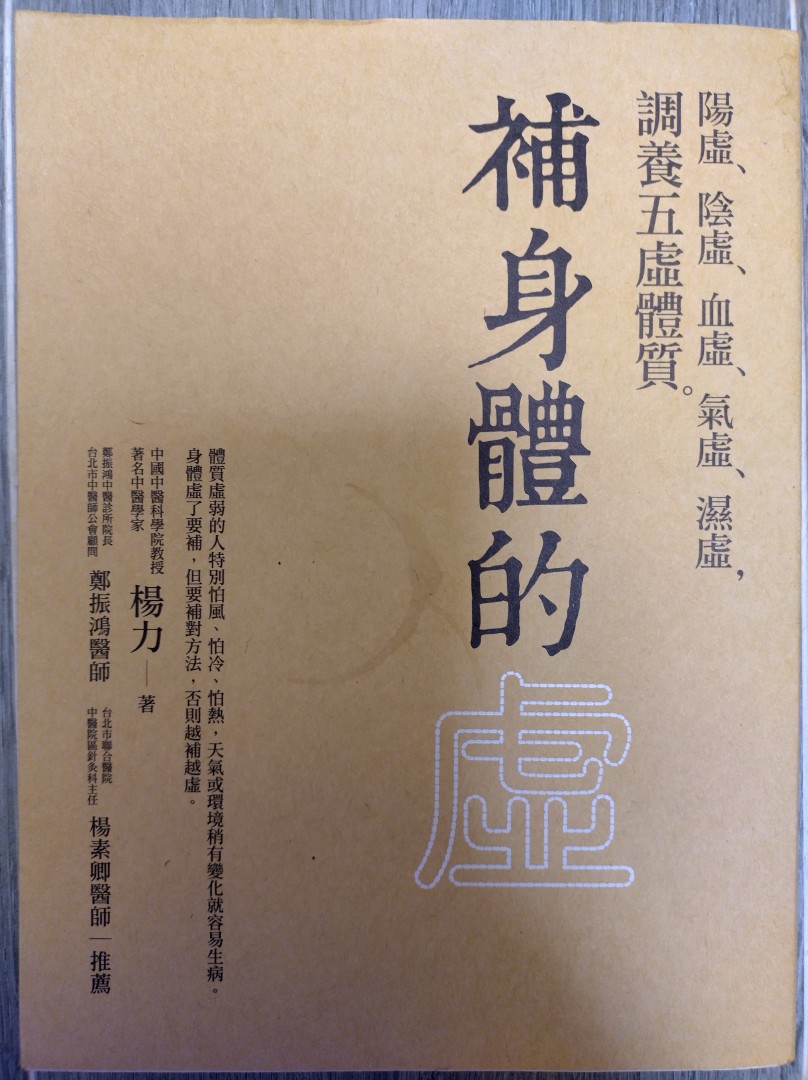 陽虛、陰虛、血虛、氣虛、濕虛，
調養五虛體質。
補身體的虛
體質虛弱的人特別怕風、怕冷、怕熱，天氣或環境稍有變化就容易生病。
身體虛了要補，但要補對方法，否則越補越虛。
中國中醫科學院教授
著名中醫學家
楊力—著
鄭振鴻中醫診所院長
台北市中醫師公會顧問
鄭振鴻醫師
台北市聯合醫院
中醫院區針灸科主任
楊素卿醫師—推薦